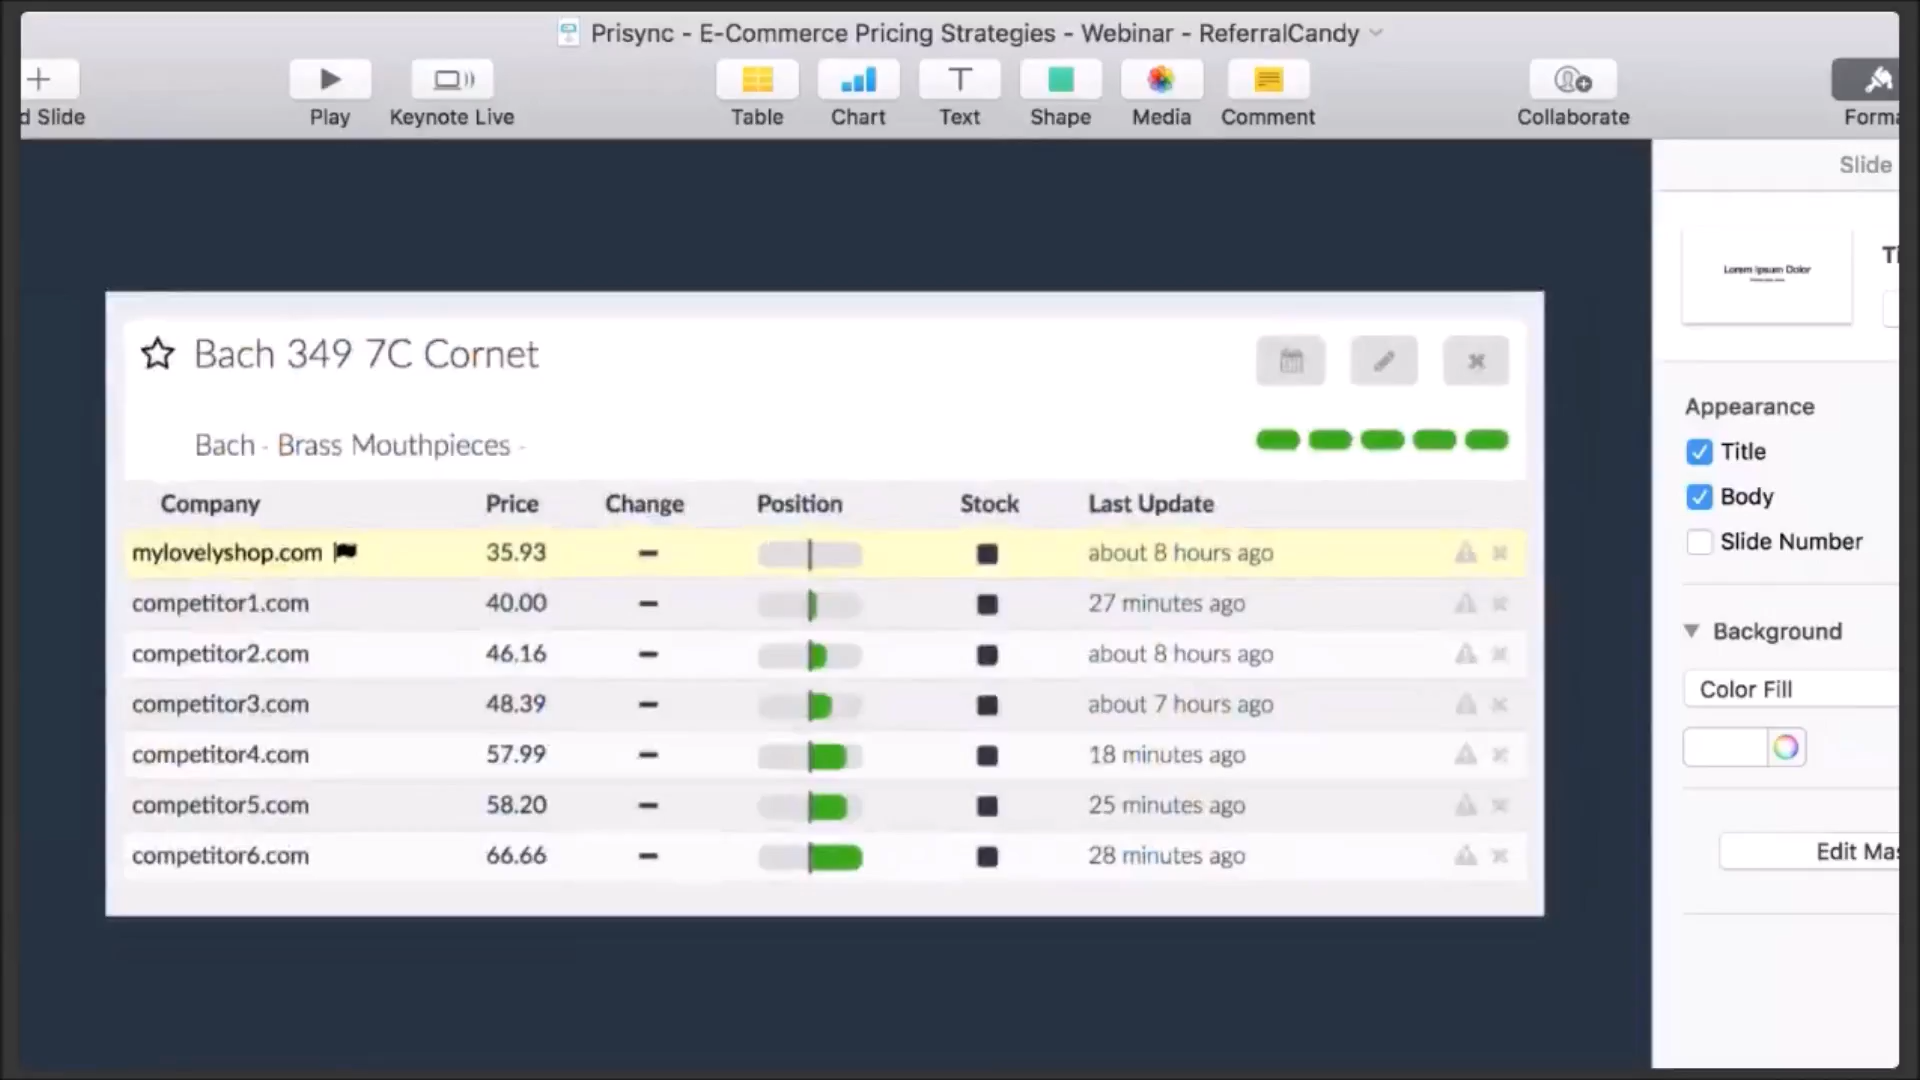 Prisync - E-Commerce Pricing Strategies - Webinar - ReferralCandy
d Slide Play Keynote Live Table Chart Text Shape Media Comment Collaborate Forma
Slide
Lorem Ipsum Dolor
Ti
Bach 349 7C Cornet
Bach - Brass Mouthpieces -
Company Price Change Position Stock Last Update
mylovelyshop.com 35.93 – about 8 hours ago
competitor1.com 40.00 – 27 minutes ago
competitor2.com 46.16 – about 8 hours ago
competitor3.com 48.39 – about 7 hours ago
competitor4.com 57.99 – 18 minutes ago
competitor5.com 58.20 – 25 minutes ago
competitor6.com 66.66 – 28 minutes ago
Appearance
Title
Body
Slide Number
Background
Color Fill
Edit Mas